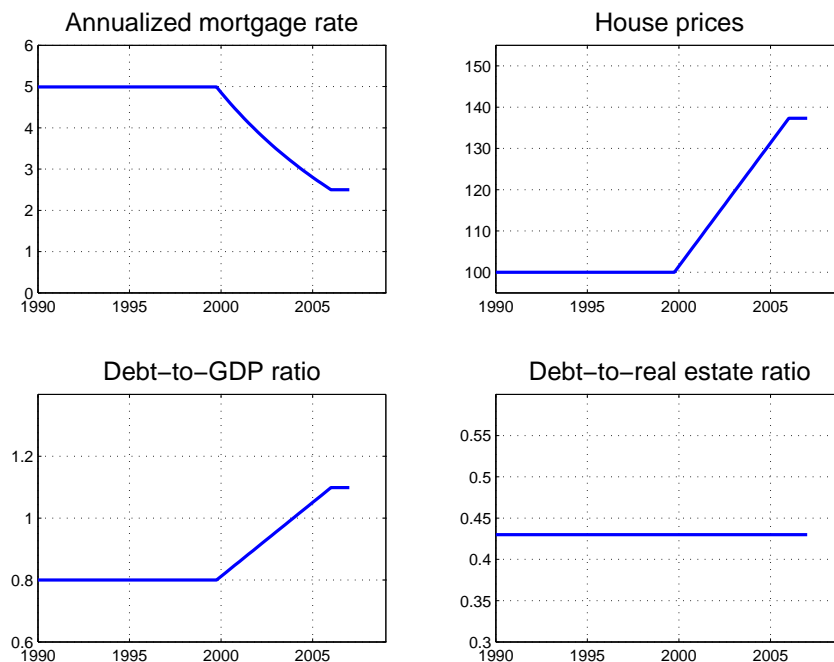 Annualized mortgage rate
6
5
4
3
2
1
0
1990 1995 2000 2005
House prices
150
140
130
120
110
100
1990 1995 2000 2005
Debt−to−GDP ratio
1.2
1
0.8
0.6
1990 1995 2000 2005
Debt−to−real estate ratio
0.55
0.5
0.45
0.4
0.35
0.3
1990 1995 2000 2005